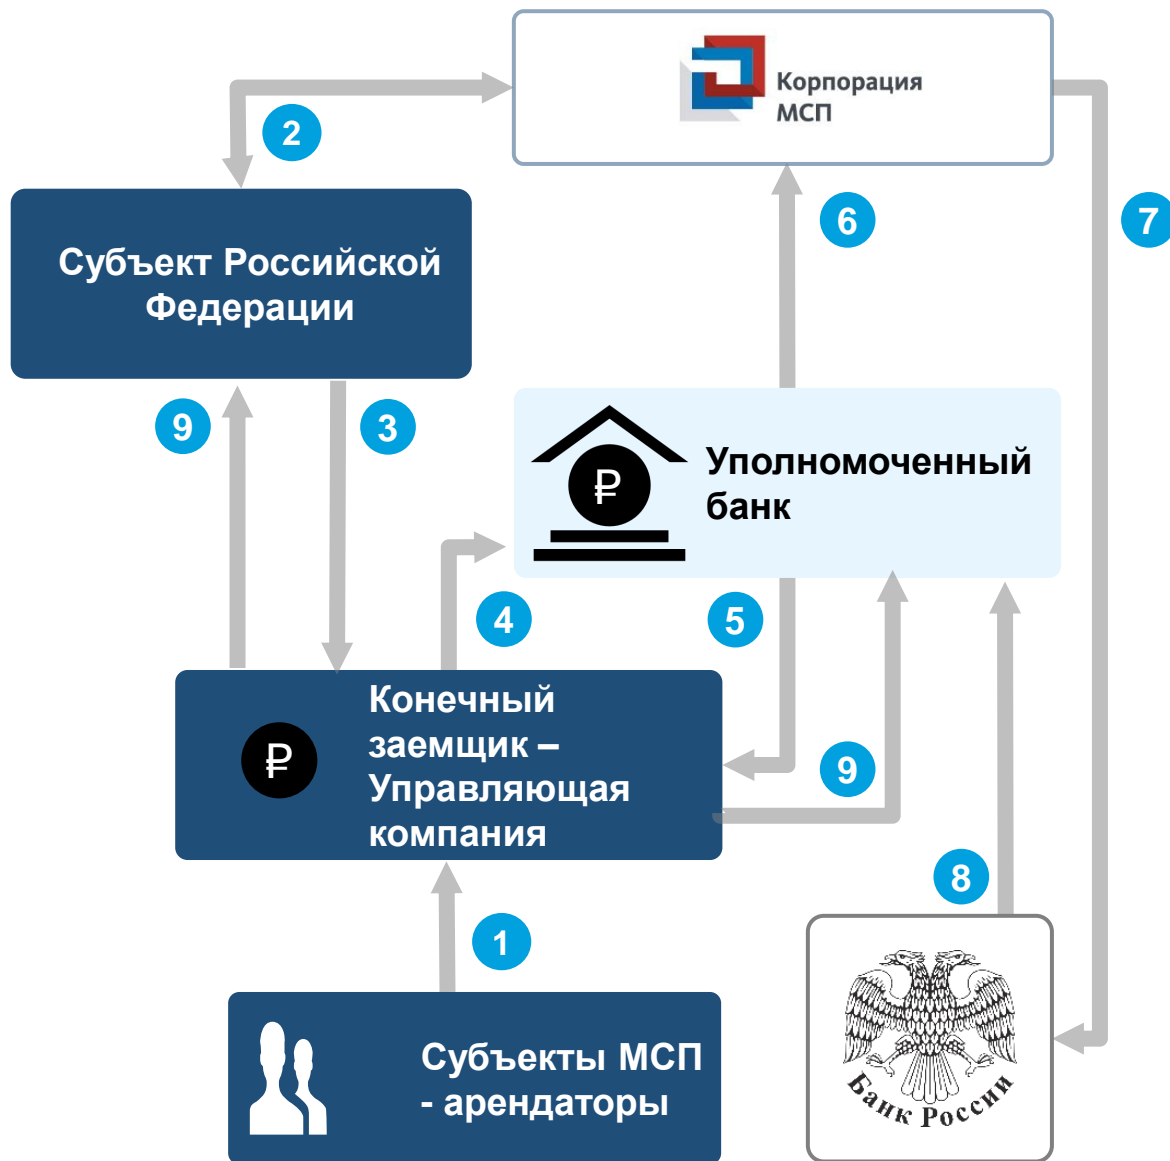 Корпорация
МСП
2
6
7
Субъект Российской
Федерации
9
3
₽
Уполномоченный
банк
4
5
₽
Конечный
заемщик –
Управляющая
компания
9
8
1
Субъекты МСП
- арендаторы
Банк России